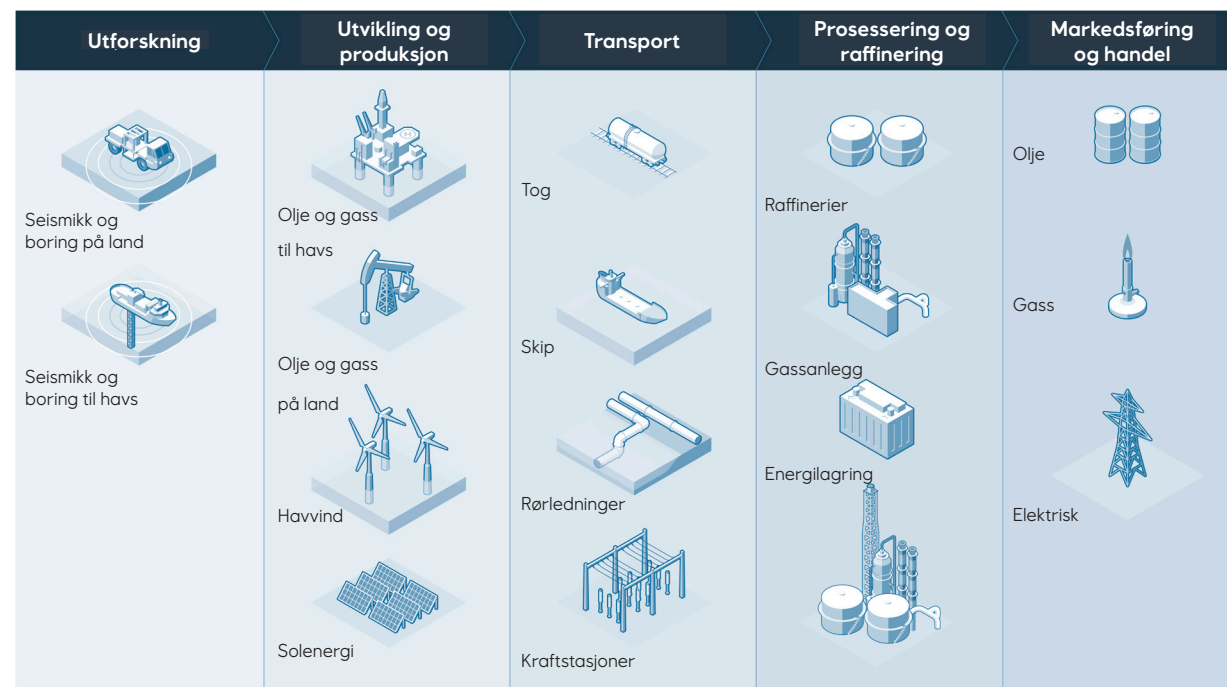 Utforskning
Utvikling og
produksjon
Transport
Prosessering og
raffinering
Markedsføring
og handel
Seismikk og
boring på land
Seismikk og
boring til havs
Olje og gass
til havs
Olje og gass
på land
Havvind
Solenergi
Tog
Skip
Rørledninger
Kraftstasjoner
Raffinerier
Gassanlegg
Energilagring
Olje
Gass
Elektrisk